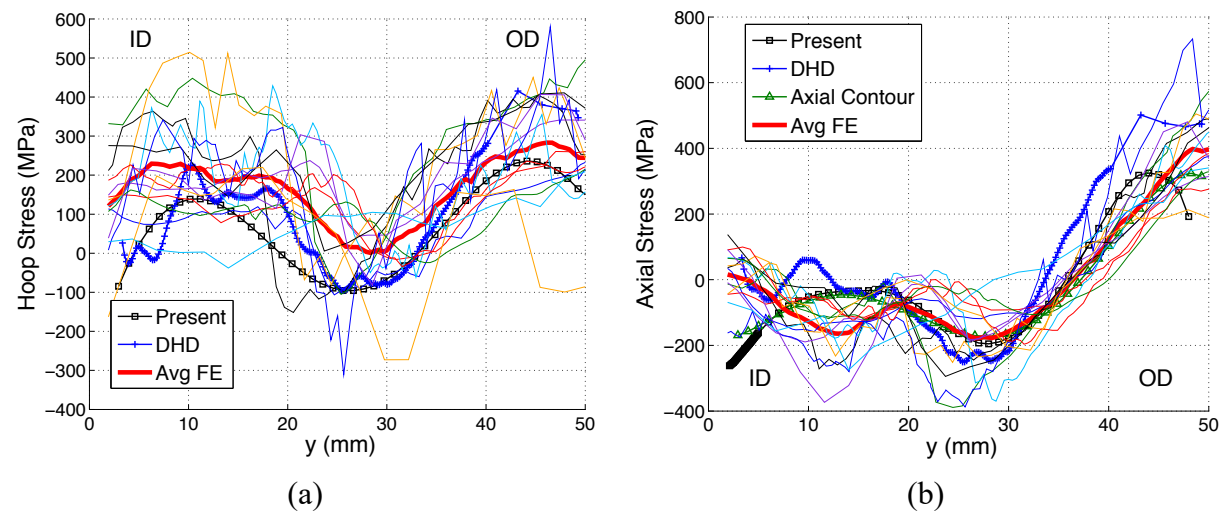 600
500
400
300
200
100
0
−100
−200
−300
−400
Hoop Stress (MPa)
ID
OD
Present
DHD
Avg FE
0 10 20 30 40 50
y (mm)
(a)
800
600
400
200
0
−200
−400
Axial Stress (MPa)
Present
DHD
Axial Contour
Avg FE
ID
OD
0 10 20 30 40 50
y (mm)
(b)